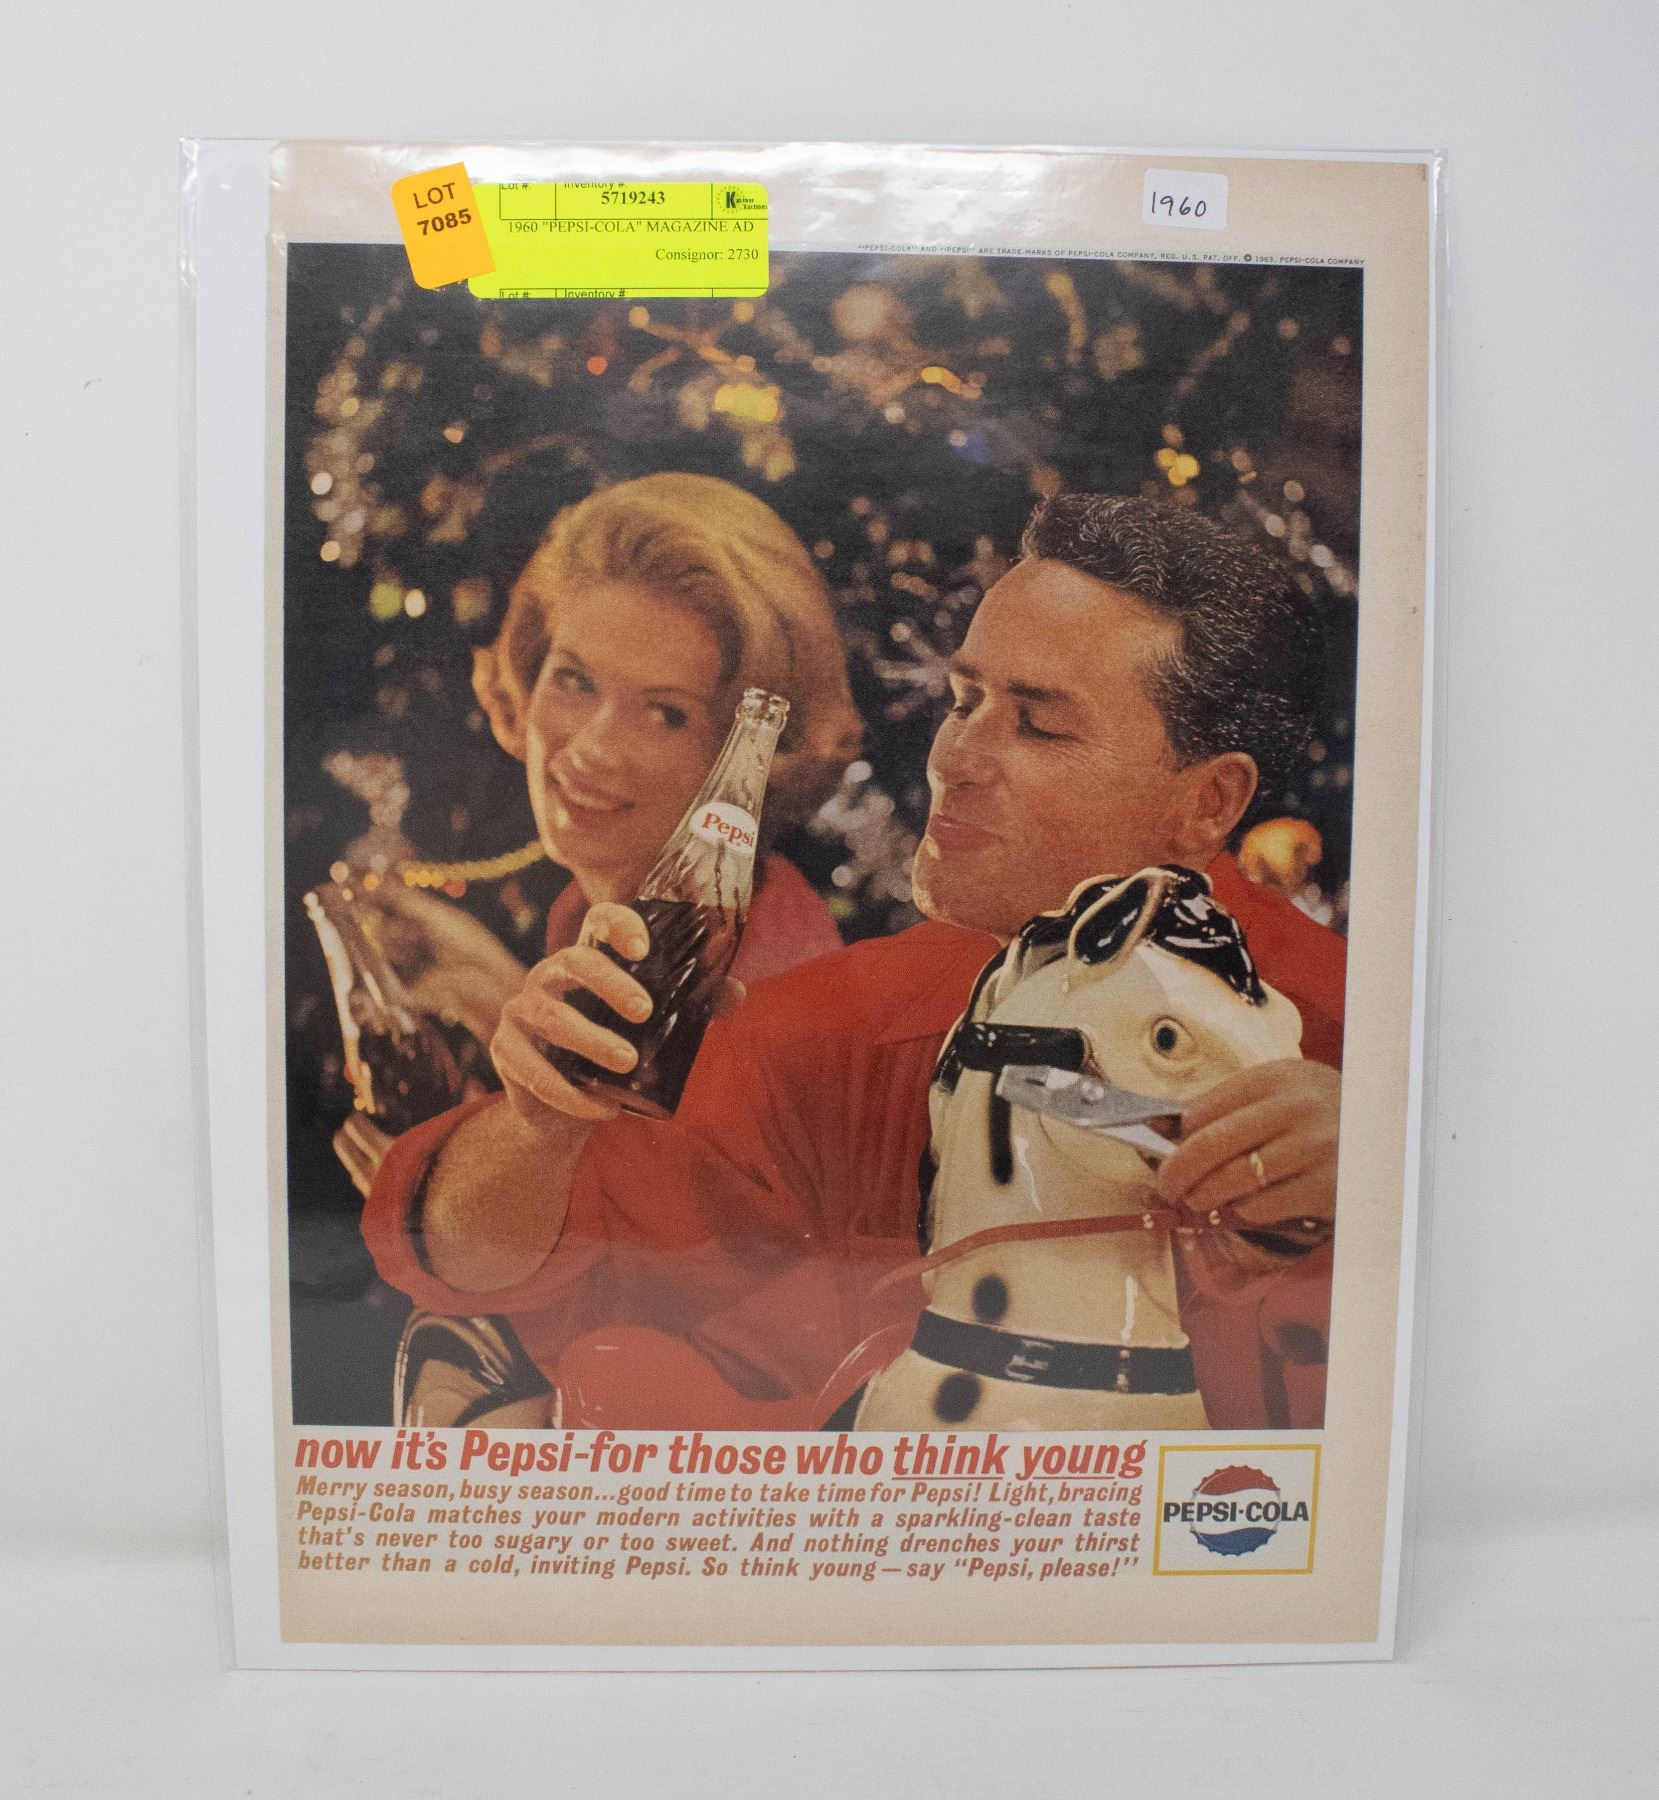 LOT
7085
Lot #: Inventory #:
5719243
Kasiner Auctions
1960 "PEPSI-COLA" MAGAZINE AD
Consignor: 2730
Lot #: Inventory #:
1960
"PEPSI-COLA" AND "PEPSI" ARE TRADE-MARKS OF PEPSI-COLA COMPANY, REG. U.S. PAT. OFF. © 1963, PEPSI-COLA COMPANY
Pepsi
now it's Pepsi-for those who think young
Merry season, busy season...good time to take time for Pepsi! Light, bracing
Pepsi-Cola matches your modern activities with a sparkling-clean taste
that's never too sugary or too sweet. And nothing drenches your thirst
better than a cold, inviting Pepsi. So think young—say "Pepsi, please!"
PEPSI-COLA